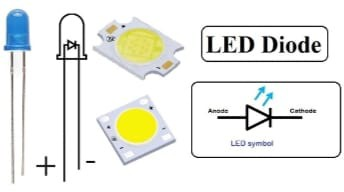 LED Diode
Anode Cathode
LED symbol
+ -